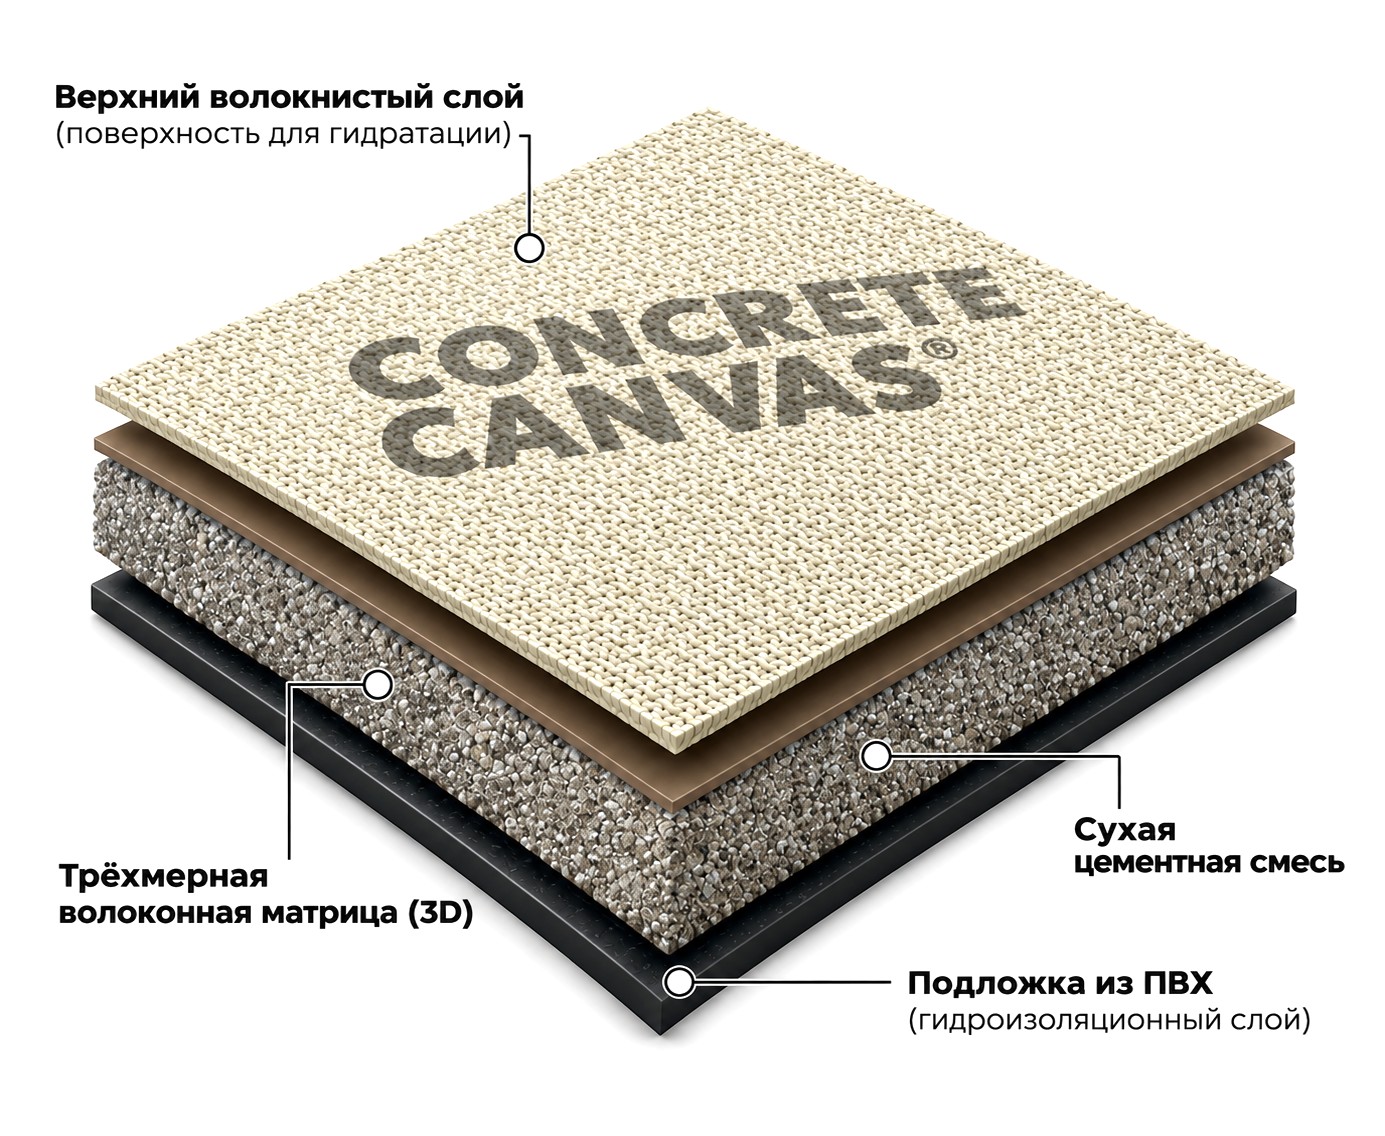 Верхний волокнистый слой
(поверхность для гидратации)
CONCRETE
CANVAS®
Сухая
цементная смесь
Трёхмерная
волоконная матрица (3D)
Подложка из ПВХ
(гидроизоляционный слой)